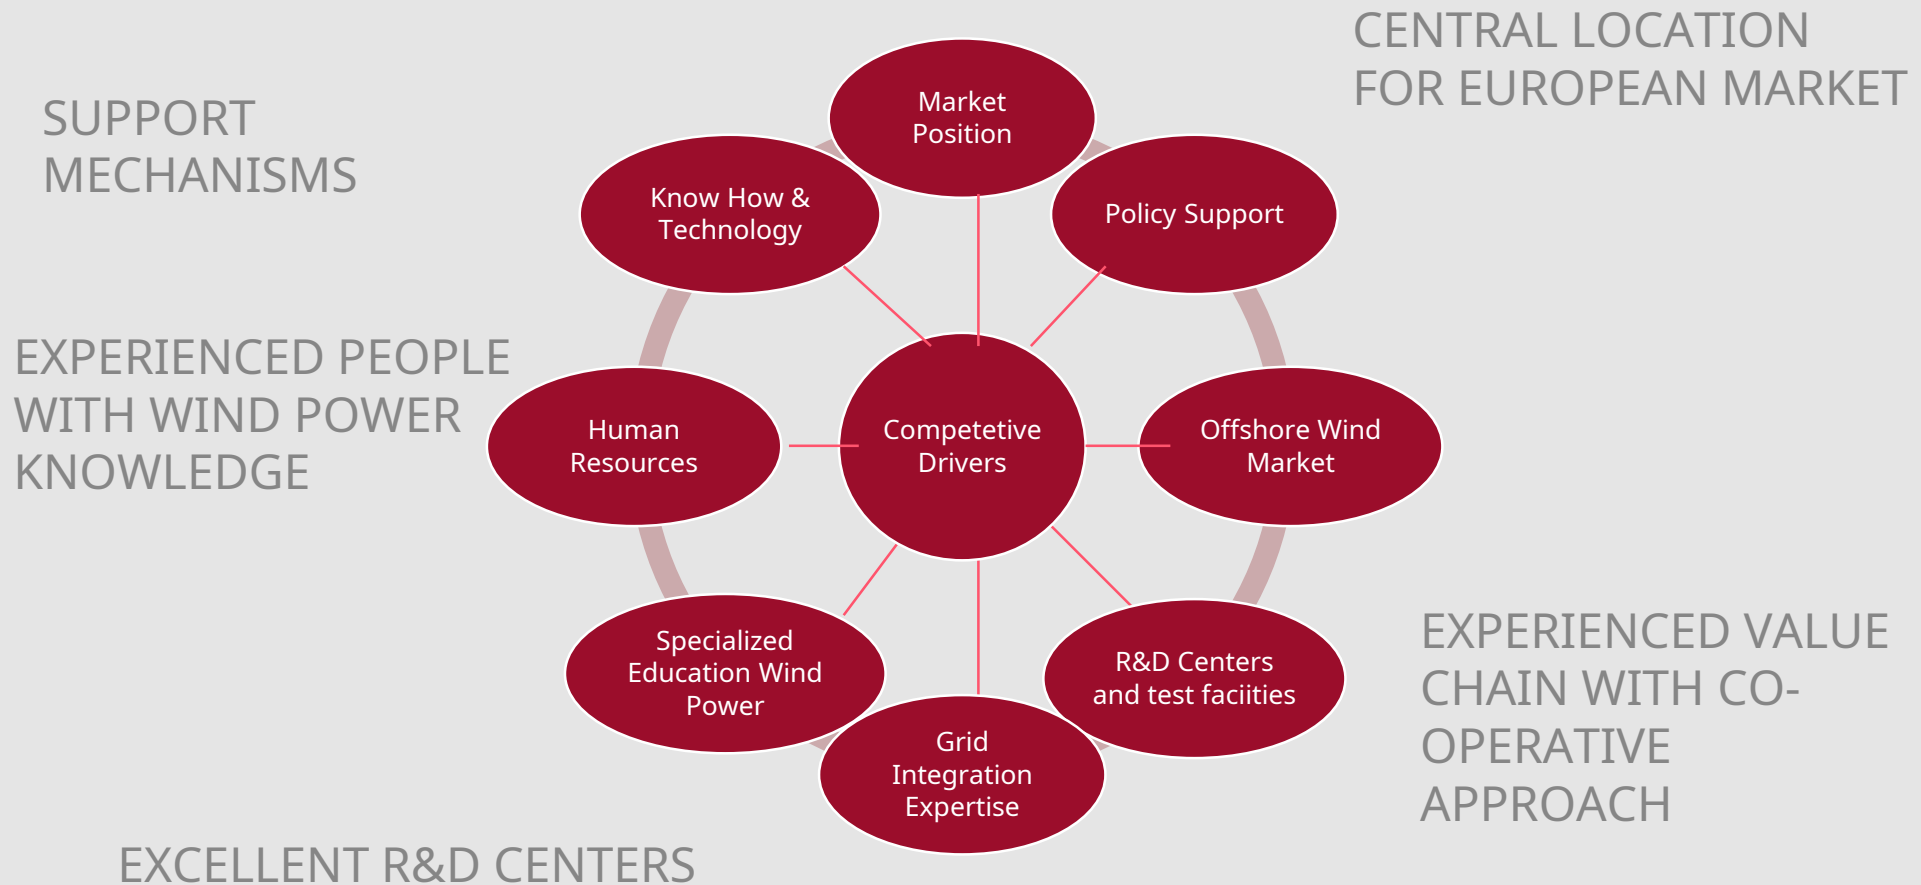 CENTRAL LOCATION
FOR EUROPEAN MARKET
SUPPORT
MECHANISMS
Market
Position
Know How &
Technology
Policy Support
EXPERIENCED PEOPLE
WITH WIND POWER
KNOWLEDGE
Human
Resources
Competetive
Drivers
Offshore Wind
Market
Specialized
Education Wind
Power
R&D Centers
and test faciities
Grid
Integration
Expertise
EXPERIENCED VALUE
CHAIN WITH CO-
OPERATIVE
APPROACH
EXCELLENT R&D CENTERS